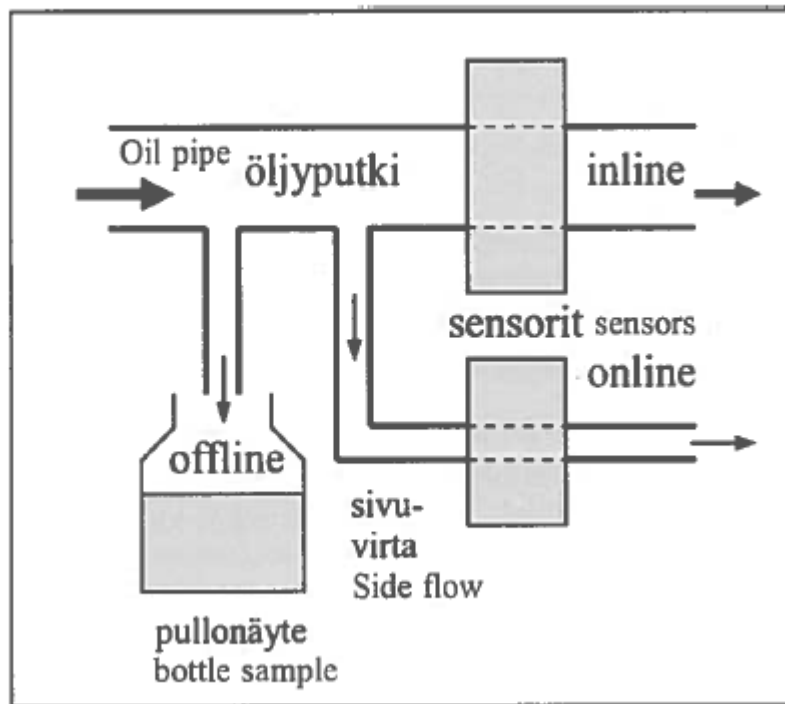 Oil pipe
öljyputki
inline
sensorit sensors
online
offline
sivu-
virta
Side flow
pullonäyte
bottle sample